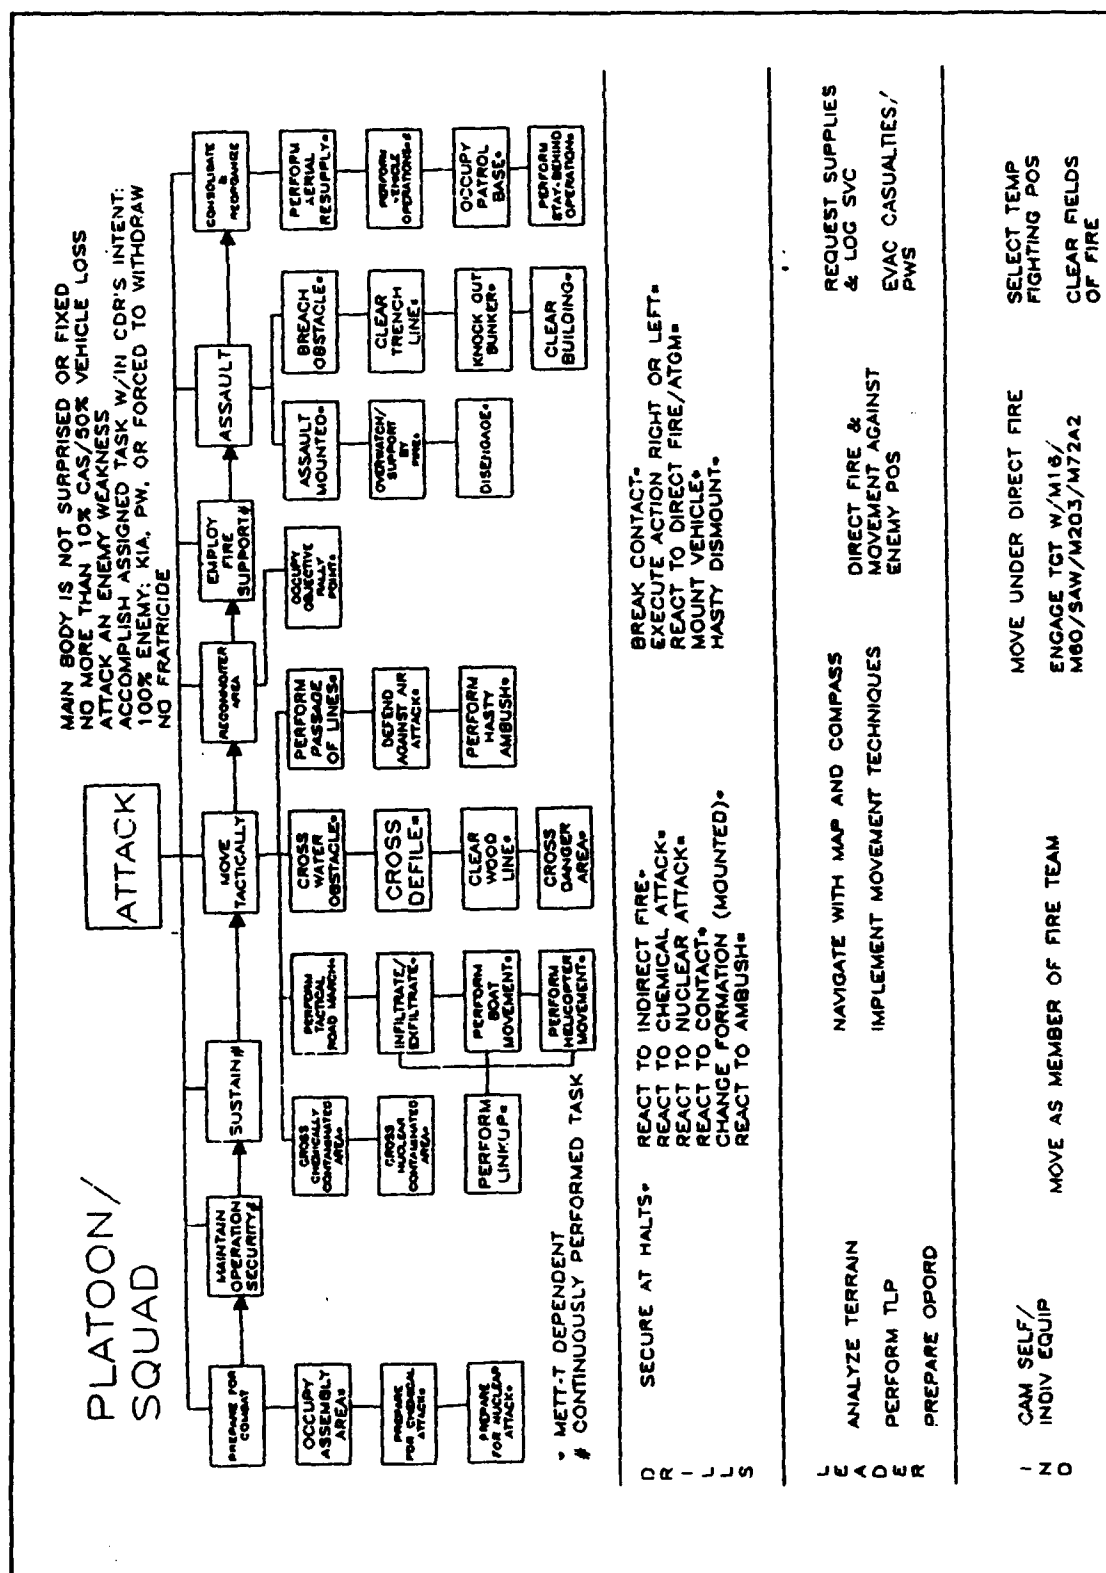 PLATOON/
SQUAD
ATTACK
MAIN BODY IS NOT SURPRISED OR FIXED
NO MORE THAN 10% CAS/50% VEHICLE LOSS
ATTACK AN ENEMY WEAKNESS
ACCOMPLISH ASSIGNED TASK W/IN CDR'S INTENT:
100% ENEMY: KIA, PW, OR FORCED TO WITHDRAW
NO FRATRICIDE
PREPARE FOR
COMBAT
MAINTAIN
OPERATION
SECURITY#
SUSTAIN#
MOVE
TACTICALLY
RECONNOITER
AREA
EMPLOY
FIRE
SUPPORT#
ASSAULT
CONSOLIDATE
&
REORGANIZE
OCCUPY
ASSEMBLY
AREA*
PREPARE
FOR CHEMICAL
ATTACK*
PREPARE
FOR NUCLEAR
ATTACK*
CROSS
CHEMICALLY
CONTAMINATED
AREA*
CROSS
NUCLEAR
CONTAMINATED
AREA*
PERFORM
LINKUP*
PERFORM
TACTICAL
ROAD MARCH*
INFILTRATE/
EXFILTRATE*
PERFORM
BOAT
MOVEMENT*
PERFORM
HELICOPTER
MOVEMENT*
CROSS
WATER
OBSTACLE*
CROSS
DEFILE*
CLEAR
WOOD
LINE*
CROSS
DANGER
AREA*
PERFORM
PASSAGE
OF LINES*
DEFEND
AGAINST AIR
ATTACK*
PERFORM
HASTY
AMBUSH*
OCCUPY
OBJECTIVE
RALLY
POINT*
ASSAULT
MOUNTED*
OVERWATCH/
SUPPORT
BY
FIRE*
DISENGAGE*
BREACH
OBSTACLE*
CLEAR
TRENCH
LINE*
KNOCK OUT
BUNKER*
CLEAR
BUILDING*
PERFORM
AERIAL
RESUPPLY*
PERFORM
VEHICLE
OPERATIONS#
OCCUPY
PATROL
BASE*
PERFORM
STAY-BEHIND
OPERATION*
* METT-T DEPENDENT
# CONTINUOUSLY PERFORMED TASK
DRILLS
SECURE AT HALTS*
REACT TO INDIRECT FIRE*
REACT TO CHEMICAL ATTACK*
REACT TO NUCLEAR ATTACK*
REACT TO CONTACT*
CHANGE FORMATION (MOUNTED)*
REACT TO AMBUSH*
BREAK CONTACT*
EXECUTE ACTION RIGHT OR LEFT*
REACT TO DIRECT FIRE/ATGM*
MOUNT VEHICLE*
HASTY DISMOUNT*
LEADER
ANALYZE TERRAIN
PERFORM TLP
PREPARE OPORD
NAVIGATE WITH MAP AND COMPASS
IMPLEMENT MOVEMENT TECHNIQUES
DIRECT FIRE &
MOVEMENT AGAINST
ENEMY POS
REQUEST SUPPLIES
& LOG SVC
EVAC CASUALTIES/
PWS
IND
CAM SELF/
INDIV EQUIP
MOVE AS MEMBER OF FIRE TEAM
MOVE UNDER DIRECT FIRE
ENGAGE TGT W/M16/
M60/SAW/M203/M72A2
SELECT TEMP
FIGHTING POS
CLEAR FIELDS
OF FIRE